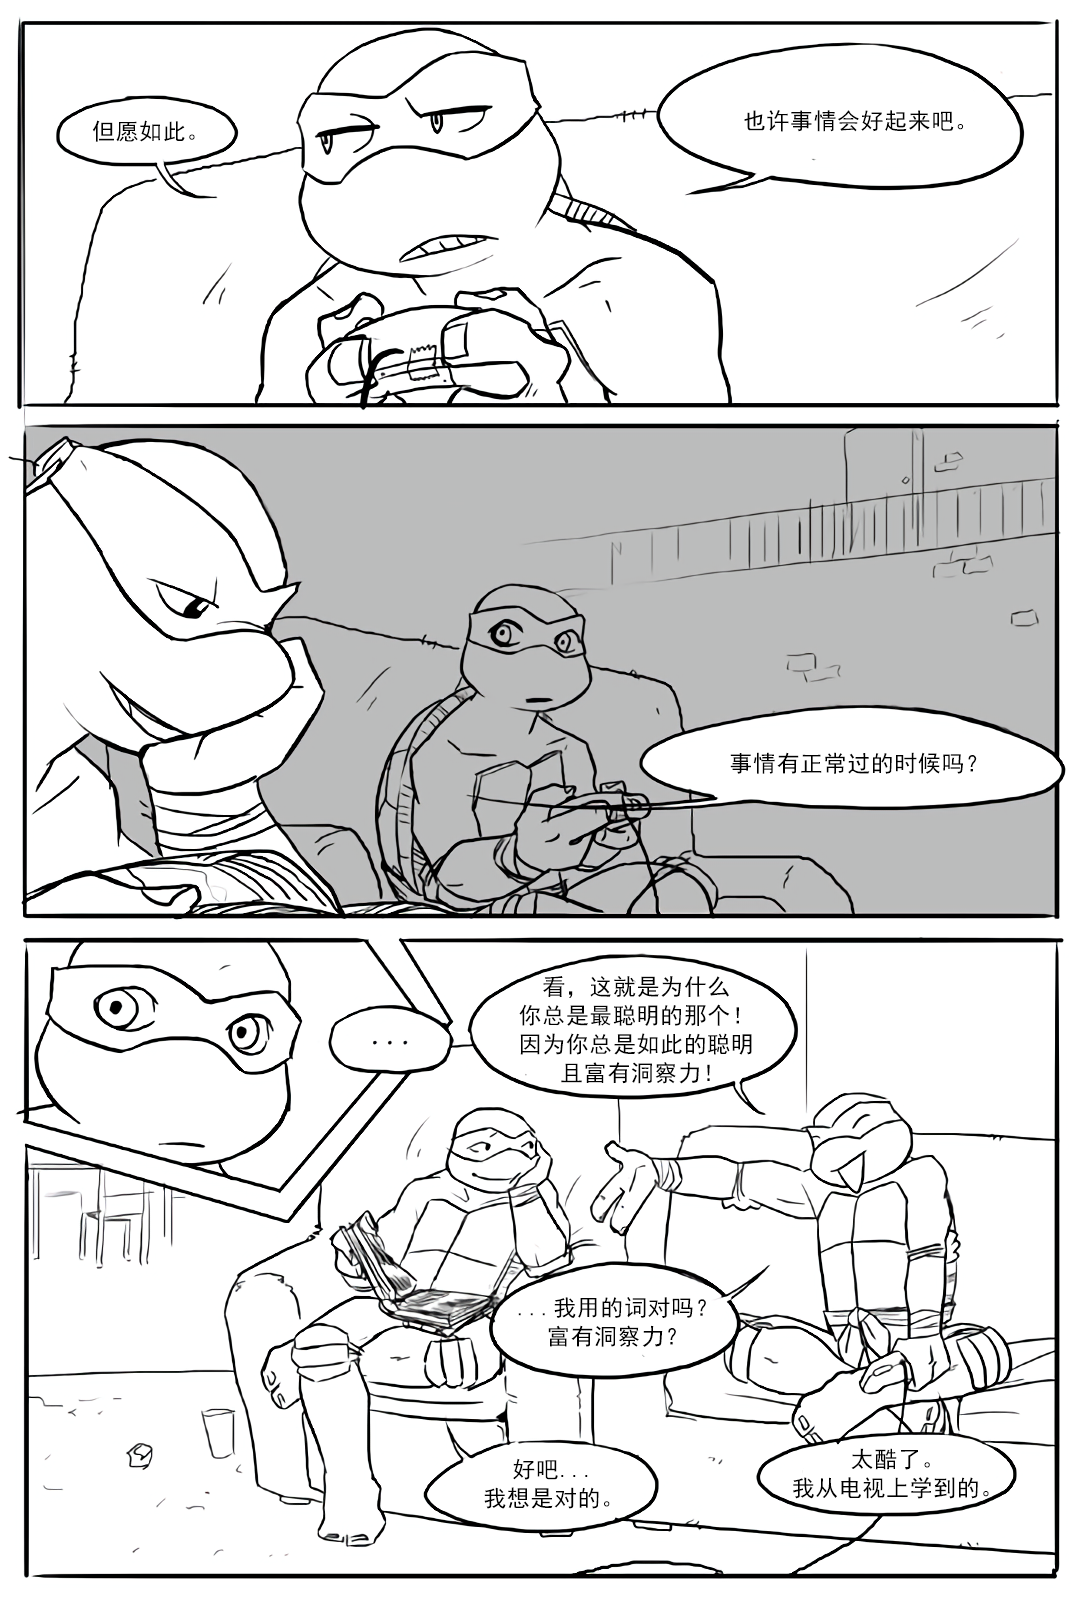 但愿如此。
也许事情会好起来吧。
事情有正常过的时候吗？
...
看，这就是为什么
你总是最聪明的那个！
因为你总是如此的聪明
且富有洞察力！
...我用的词对吗？
富有洞察力？
好吧...
我想是对的。
太酷了。
我从电视上学到的。